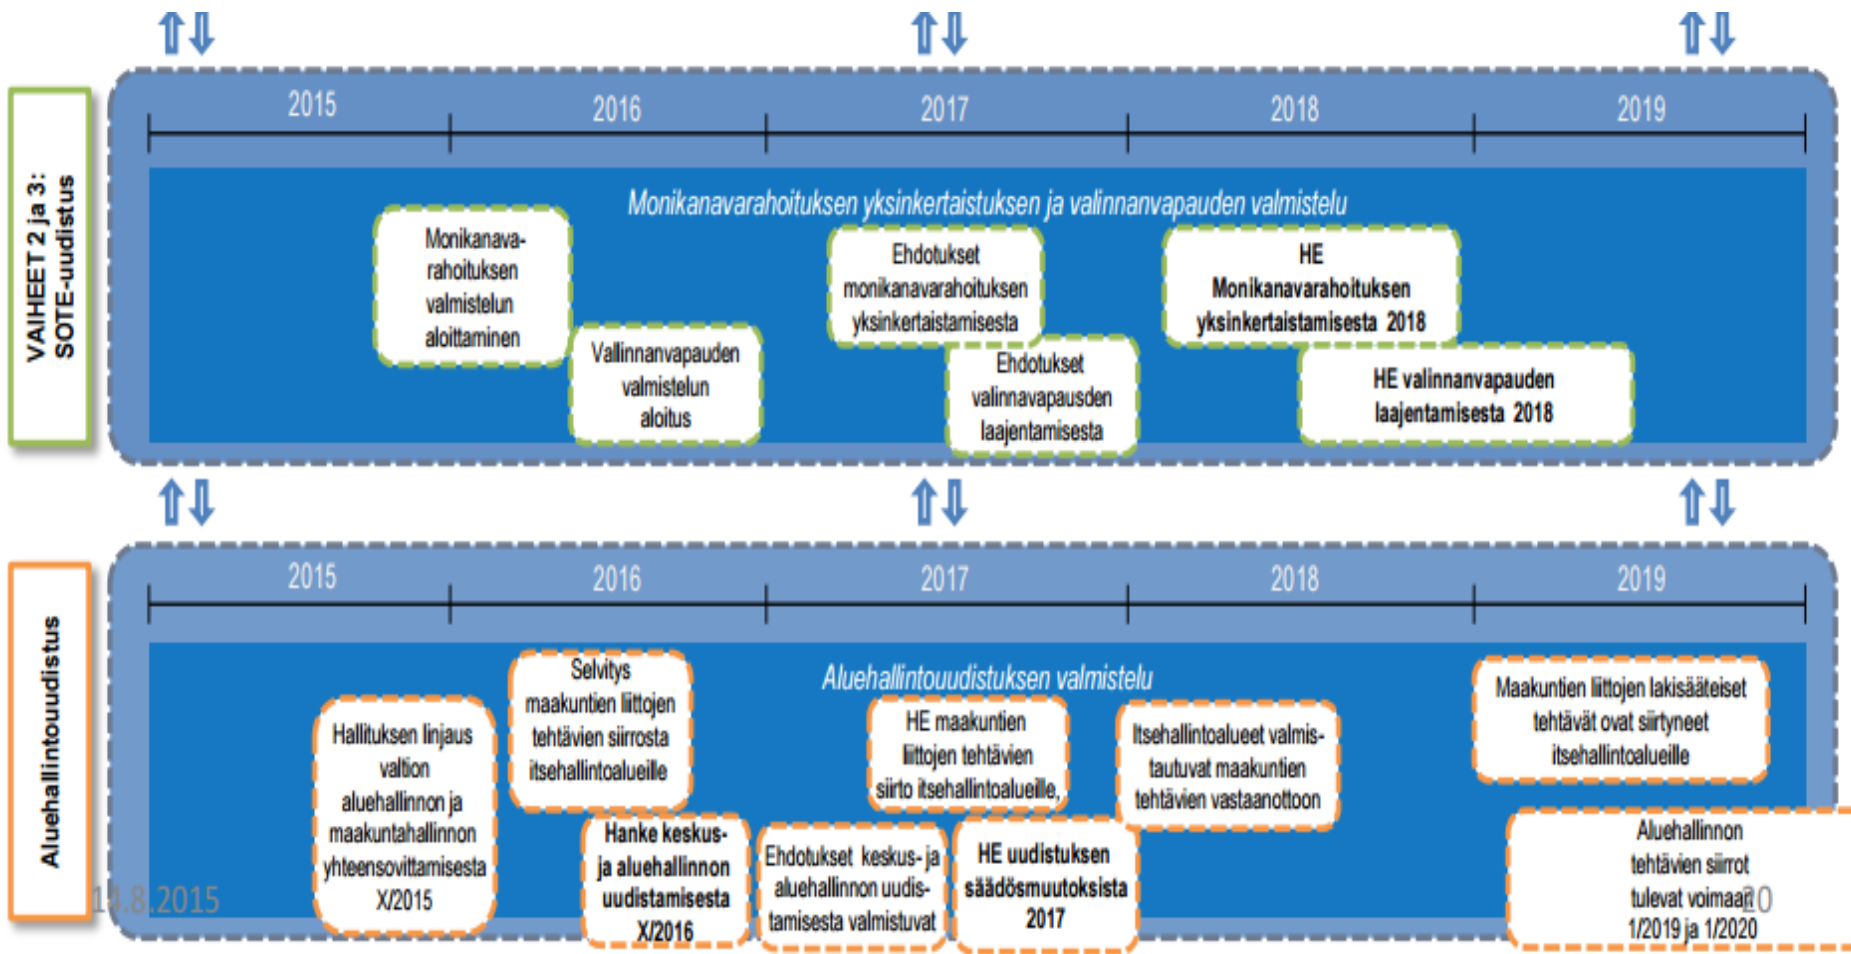 VAIHEET 2 ja 3:
SOTE-uudistus
2015
2016
2017
2018
2019
Monikanavarahoituksen yksinkertaistuksen ja valinnanvapauden valmistelu
Monikanava-
rahoituksen
valmistelun
aloittaminen
Vallinnanvapauden
valmistelun
aloitus
Ehdotukset
monikanavarahoituksen
yksinkertaistamisesta
Ehdotukset
valinnavapausden
laajentamisesta
HE
Monikanavarahoituksen
yksinkertaistamisesta 2018
HE valinnanvapauden
laajentamisesta 2018
Aluehallintouudistus
2015
2016
2017
2018
2019
Aluehallintouudistuksen valmistelu
Hallituksen linjaus
valtion
aluehallinnon ja
maakuntahallinnon
yhteensovittamisesta
X/2015
Selvitys
maakuntien liittojen
tehtävien siirrosta
itsehallintoalueille
Hanke keskus-
ja aluehallinnon
uudistamisesta
X/2016
Ehdotukset keskus- ja
aluehallinnon uudis-
tamisesta valmistuvat
HE maakuntien
liittojen tehtävien
siirto itsehallintoalueille,
HE uudistuksen
säädösmuutoksista
2017
Itsehallintoalueet valmis-
tautuvat maakuntien
tehtävien vastaanottoon
Maakuntien liittojen lakisääteiset
tehtävät ovat siirtyneet
itsehallintoalueille
Aluehallinnon
tehtävien siirrot
tulevat voimaan
1/2019 ja 1/2020
14.8.2015
20